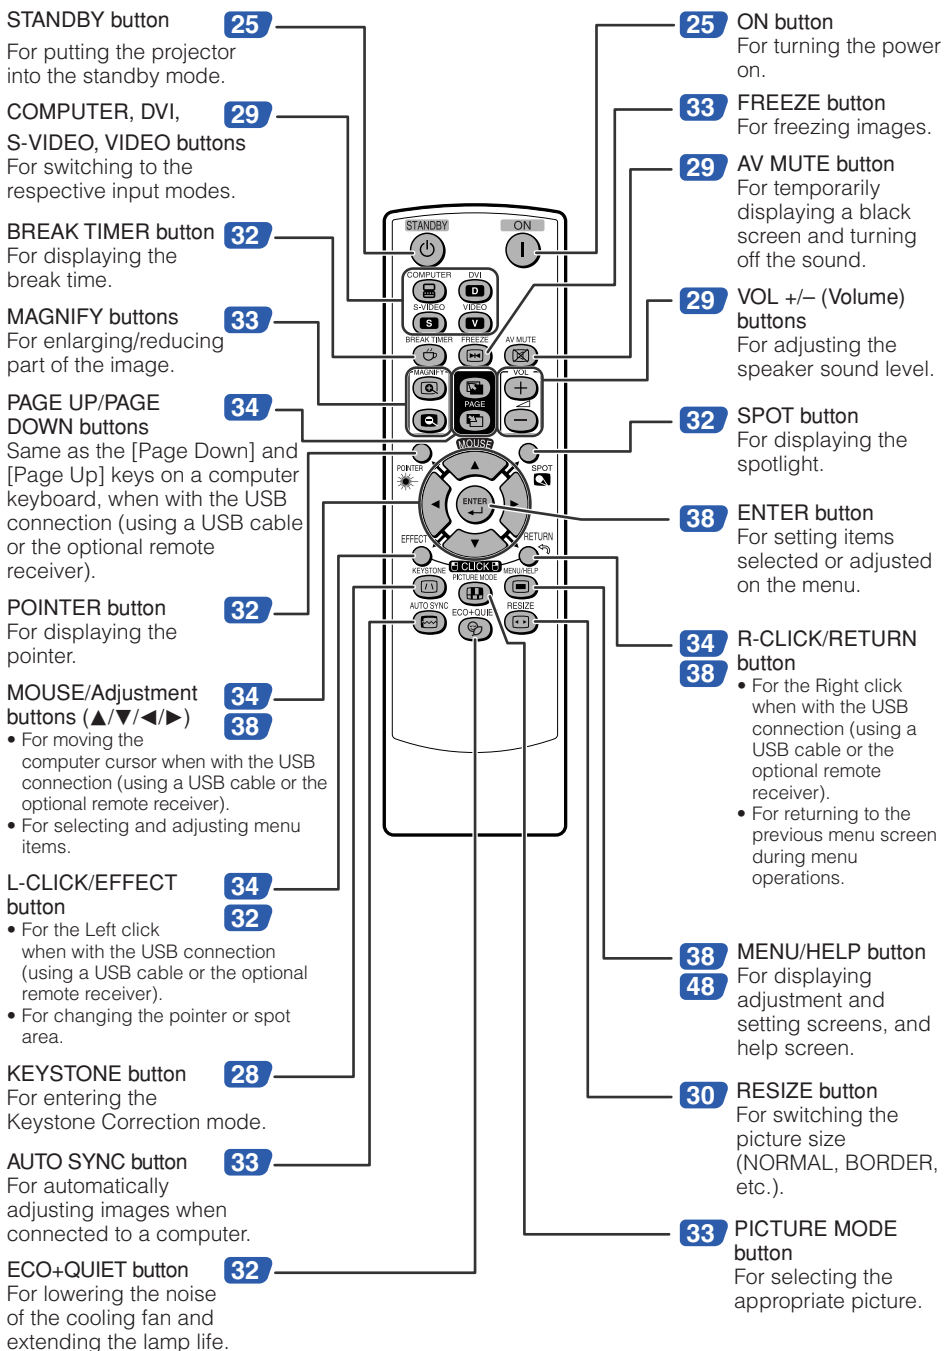 STANDBY button 25
For putting the projector
into the standby mode.
COMPUTER, DVI, 29
S-VIDEO, VIDEO buttons
For switching to the
respective input modes.
BREAK TIMER button 32
For displaying the
break time.
MAGNIFY buttons 33
For enlarging/reducing
part of the image.
PAGE UP/PAGE 34
DOWN buttons
Same as the [Page Down] and
[Page Up] keys on a computer
keyboard, when with the USB
connection (using a USB cable
or the optional remote
receiver).
POINTER button 32
For displaying the
pointer.
MOUSE/Adjustment 34
buttons (▲/▼/◀/▶) 38
• For moving the
computer cursor when with the USB
connection (using a USB cable or the
optional remote receiver).
• For selecting and adjusting menu
items.
L-CLICK/EFFECT 34
button 32
• For the Left click
when with the USB connection
(using a USB cable or the optional
remote receiver).
• For changing the pointer or spot
area.
KEYSTONE button 28
For entering the
Keystone Correction mode.
AUTO SYNC button 33
For automatically
adjusting images when
connected to a computer.
ECO+QUIET button 32
For lowering the noise
of the cooling fan and
extending the lamp life.
STANDBY ON
COMPUTER DVI
D
S-VIDEO VIDEO
S V
BREAK TIMER FREEZE AV MUTE
MAGNIFY VOL
PAGE
MOUSE
POINTER SPOT
ENTER
EFFECT RETURN
CLICK
KEYSTONE PICTURE MODE MENU/HELP
AUTO SYNC ECO+QUIE RESIZE
25 ON button
For turning the power
on.
33 FREEZE button
For freezing images.
29 AV MUTE button
For temporarily
displaying a black
screen and turning
off the sound.
29 VOL +/– (Volume)
buttons
For adjusting the
speaker sound level.
32 SPOT button
For displaying the
spotlight.
38 ENTER button
For setting items
selected or adjusted
on the menu.
34 R-CLICK/RETURN
38 button
• For the Right click
when with the USB
connection (using a
USB cable or the
optional remote
receiver).
• For returning to the
previous menu screen
during menu
operations.
38 MENU/HELP button
48 For displaying
adjustment and
setting screens, and
help screen.
30 RESIZE button
For switching the
picture size
(NORMAL, BORDER,
etc.).
33 PICTURE MODE
button
For selecting the
appropriate picture.